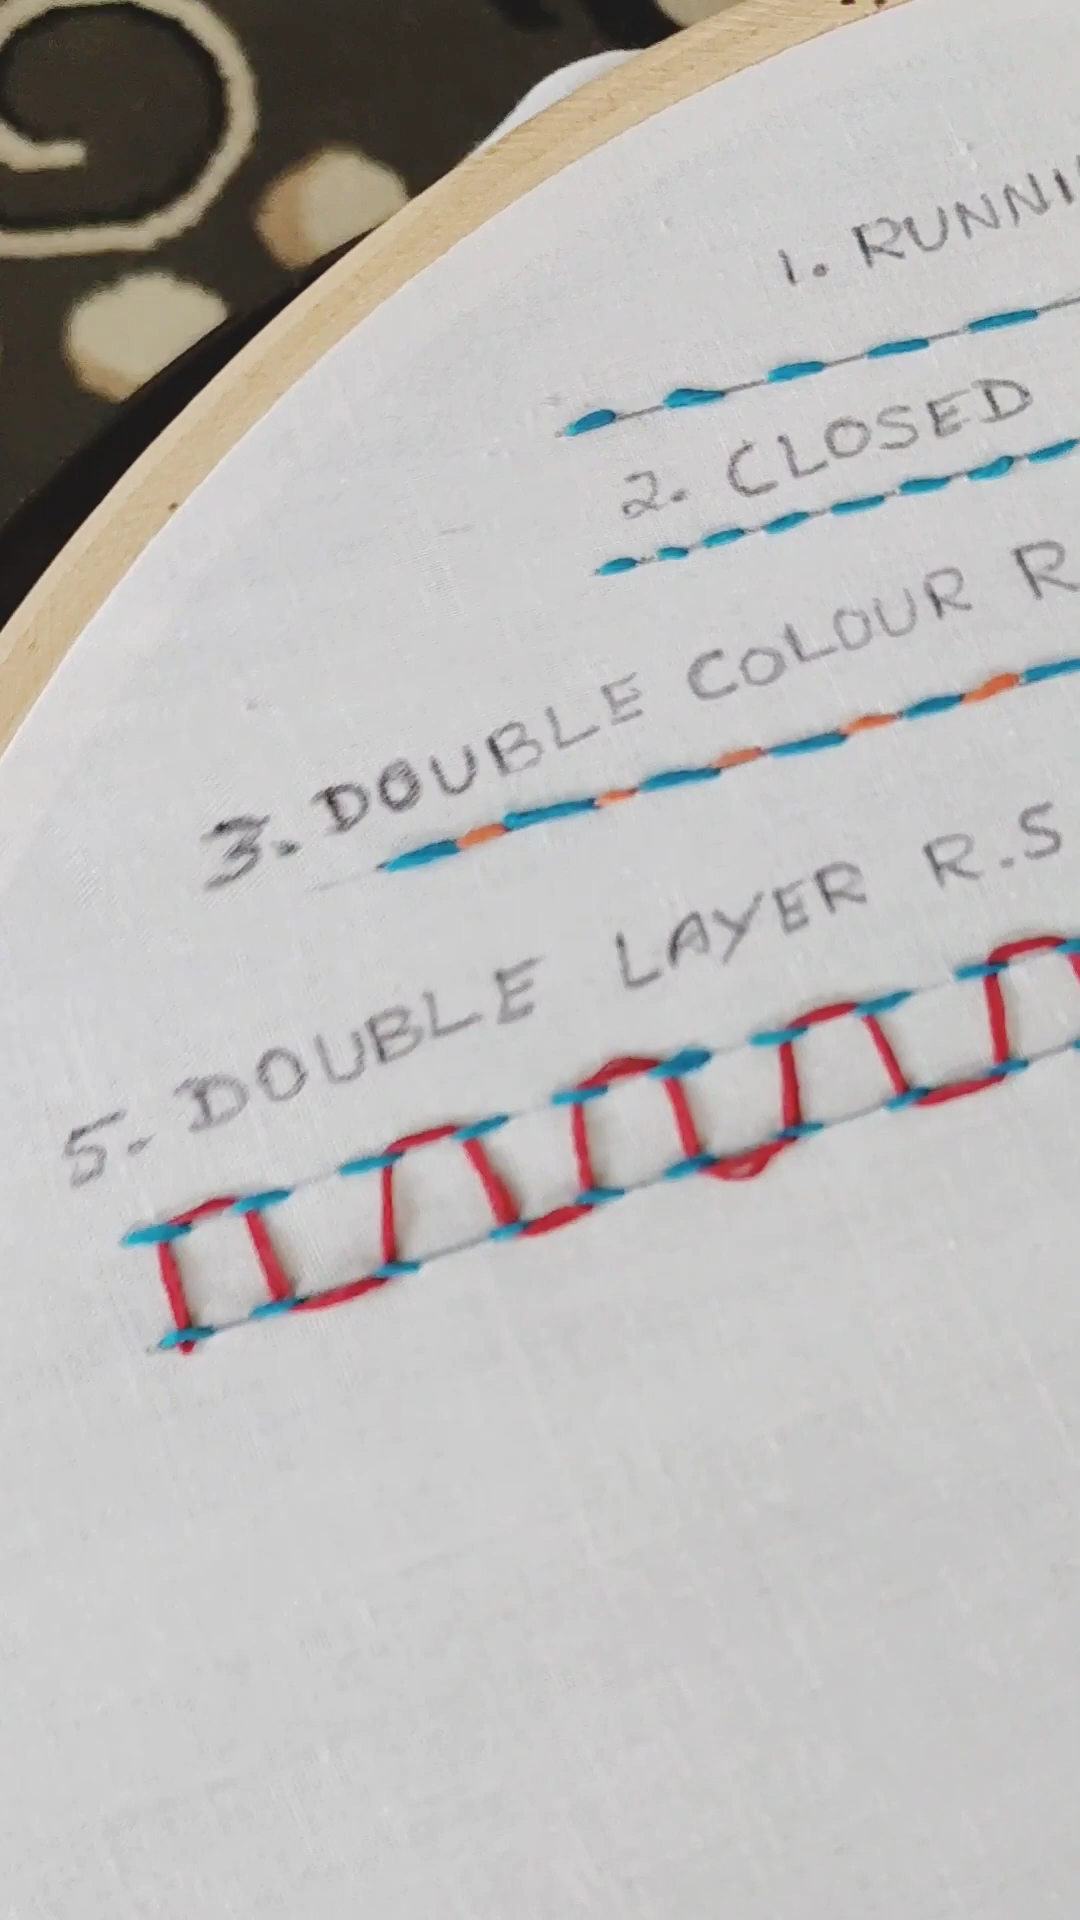 1. RUNNI
2. CLOSED
3. DOUBLE COLOUR R
5. DOUBLE LAYER R.S